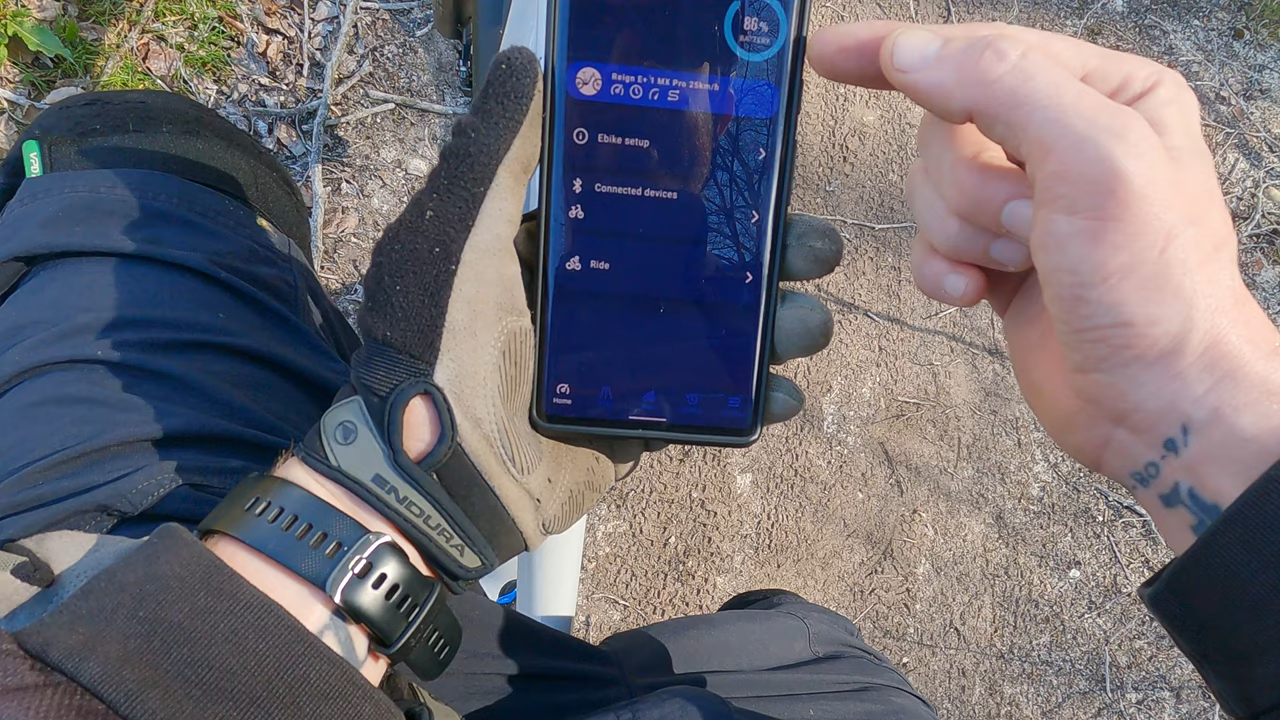 86%
BATTERY
Reign E+ 1 MX Pro 25km/h
Ebike setup
Connected devices
Ride
Home
ENDURA